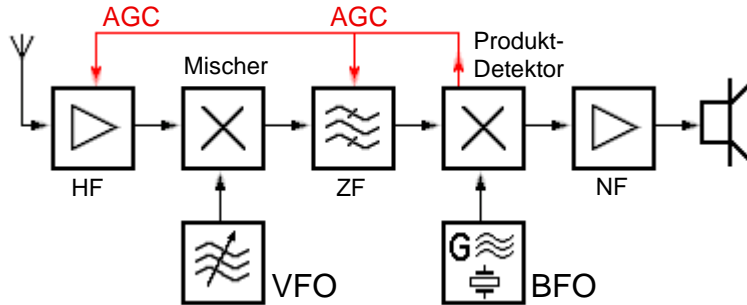 AGC
AGC
Produkt-
Detektor
Mischer
HF
ZF
NF
VFO
G
BFO